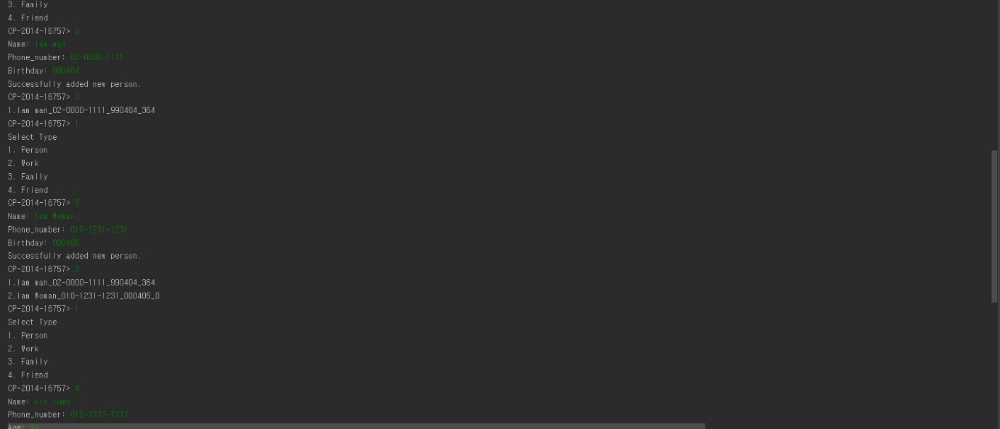 3. Family
4. Friend
CP-2014-16757> 3
Name: Iam man
Phone_number: 02-0000-1111
Birthday: 990404
Successfully added new person.
CP-2014-16757> 3
1.Iam man_02-0000-1111_990404_364
CP-2014-16757> 1
Select Type
1. Person
2. Work
3. Family
4. Friend
CP-2014-16757> 3
Name: Iam Woman
Phone_number: 010-1231-1231
Birthday: 000405
Successfully added new person.
CP-2014-16757> 3
1.Iam man_02-0000-1111_990404_364
2.Iam Woman_010-1231-1231_000405_0
CP-2014-16757> 1
Select Type
1. Person
2. Work
3. Family
4. Friend
CP-2014-16757> 4
Name:
Phone_number: 010-7777-7777
Age: 99